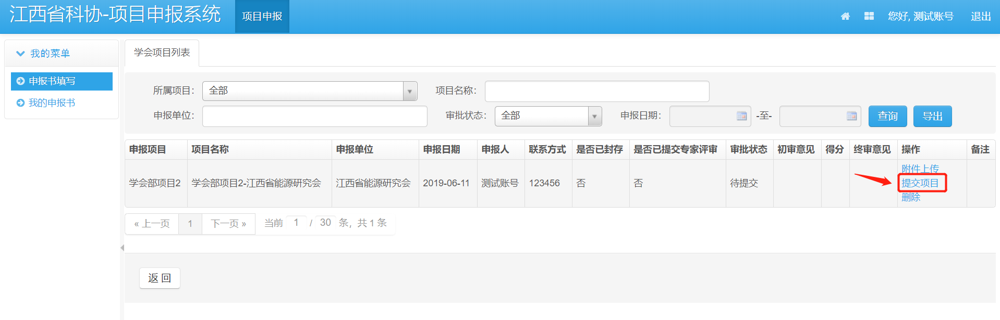 江西省科协-项目申报系统 项目申报 您好, 测试账号 退出
我的菜单
申报书填写
我的申报书
学会项目列表
所属项目： 全部 项目名称：
申报单位： 审批状态： 全部 申报日期： -至- 查询 导出
申报项目 项目名称 申报单位 申报日期 申报人 联系方式 是否已封存 是否已提交专家评审 审批状态 初审意见 得分 终审意见 操作 备注
学会部项目2 学会部项目2-江西省能源研究会 江西省能源研究会 2019-06-11 测试账号 123456 否 否 待提交
附件上传
提交项目
删除
« 上一页 1 下一页 » 当前 1 / 30 条，共 1 条
返 回